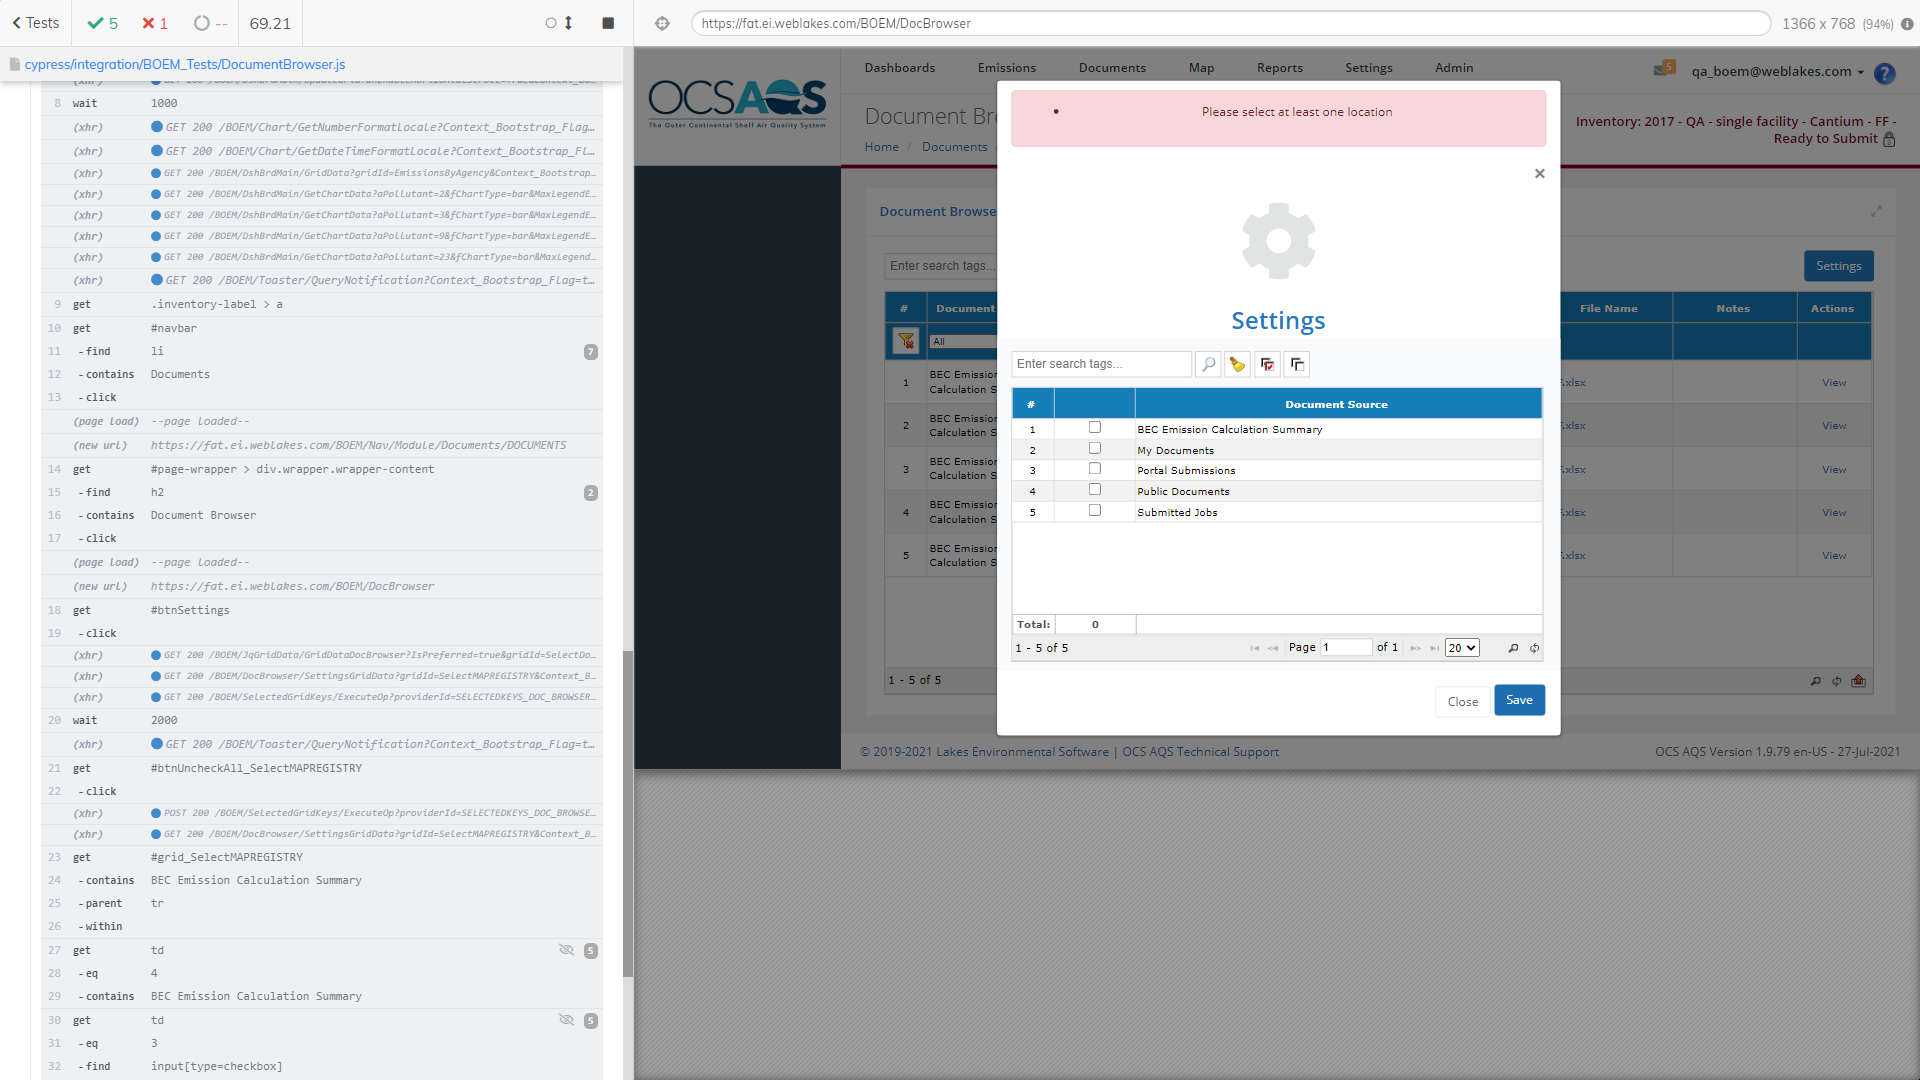 Tests
5
1
--
69.21
https://fat.ei.weblakes.com/BOEM/DocBrowser
1366 x 768 (94%)
cypress/integration/BOEM_Tests/DocumentBrowser.js
8 wait 1000
(xhr) GET 200 /BOEM/Chart/GetNumberFormatLocale?Context_Bootstrap_Flag…
(xhr) GET 200 /BOEM/Chart/GetDateTimeFormatLocale?Context_Bootstrap_Fl…
(xhr) GET 200 /BOEM/DshBrdMain/GridData?gridId=EmissionsByAgency&Context_Bootstrap…
(xhr) GET 200 /BOEM/DshBrdMain/GetChartData?aPollutant=2&fChartType=bar&MaxLegendE…
(xhr) GET 200 /BOEM/DshBrdMain/GetChartData?aPollutant=3&fChartType=bar&MaxLegendE…
(xhr) GET 200 /BOEM/DshBrdMain/GetChartData?aPollutant=9&fChartType=bar&MaxLegendE…
(xhr) GET 200 /BOEM/DshBrdMain/GetChartData?aPollutant=23&fChartType=bar&MaxLegend…
(xhr) GET 200 /BOEM/Toaster/QueryNotification?Context_Bootstrap_Flag=t…
9 get .inventory-label > a
10 get #navbar
11 -find li 7
12 -contains Documents
13 -click
(page load) --page loaded--
(new url) https://fat.ei.weblakes.com/BOEM/Nav/Module/Documents/DOCUMENTS
14 get #page-wrapper > div.wrapper.wrapper-content
15 -find h2 2
16 -contains Document Browser
17 -click
(page load) --page loaded--
(new url) https://fat.ei.weblakes.com/BOEM/DocBrowser
18 get #btnSettings
19 -click
(xhr) GET 200 /BOEM/JqGridData/GridDataDocBrowser?IsPreferred=true&gridId=SelectDo…
(xhr) GET 200 /BOEM/DocBrowser/SettingsGridData?gridId=SelectMAPREGISTRY&Context_B…
(xhr) GET 200 /BOEM/SelectedGridKeys/ExecuteOp?providerId=SELECTEDKEYS_DOC_BROWSER…
20 wait 2000
(xhr) GET 200 /BOEM/Toaster/QueryNotification?Context_Bootstrap_Flag=t…
21 get #btnUncheckAll_SelectMAPREGISTRY
22 -click
(xhr) POST 200 /BOEM/SelectedGridKeys/ExecuteOp?providerId=SELECTEDKEYS_DOC_BROWSE…
(xhr) GET 200 /BOEM/DocBrowser/SettingsGridData?gridId=SelectMAPREGISTRY&Context_B…
23 get #grid_SelectMAPREGISTRY
24 -contains BEC Emission Calculation Summary
25 -parent tr
26 -within
27 get td 5
28 -eq 4
29 -contains BEC Emission Calculation Summary
30 get td 5
31 -eq 3
32 -find input[type=checkbox]
OCSAQS
The Outer Continental Shelf Air Quality System
Dashboards Emissions Documents Map Reports Settings Admin
5
qa_boem@weblakes.com
?
Document Br
Home / Documents
Inventory: 2017 - QA - single facility - Cantium - FF -
Ready to Submit
Document Browse
Enter search tags...
Settings
# Document File Name Notes Actions
All
1 BEC Emission
Calculation S .xlsx View
2 BEC Emission
Calculation S .xlsx View
3 BEC Emission
Calculation S .xlsx View
4 BEC Emission
Calculation S .xlsx View
5 BEC Emission
Calculation S .xlsx View
1 - 5 of 5
• Please select at least one location
×
Settings
Enter search tags...
# Document Source
1 BEC Emission Calculation Summary
2 My Documents
3 Portal Submissions
4 Public Documents
5 Submitted Jobs
Total: 0
1 - 5 of 5 Page 1 of 1 20
Close Save
© 2019-2021 Lakes Environmental Software | OCS AQS Technical Support
OCS AQS Version 1.9.79 en-US - 27-Jul-2021